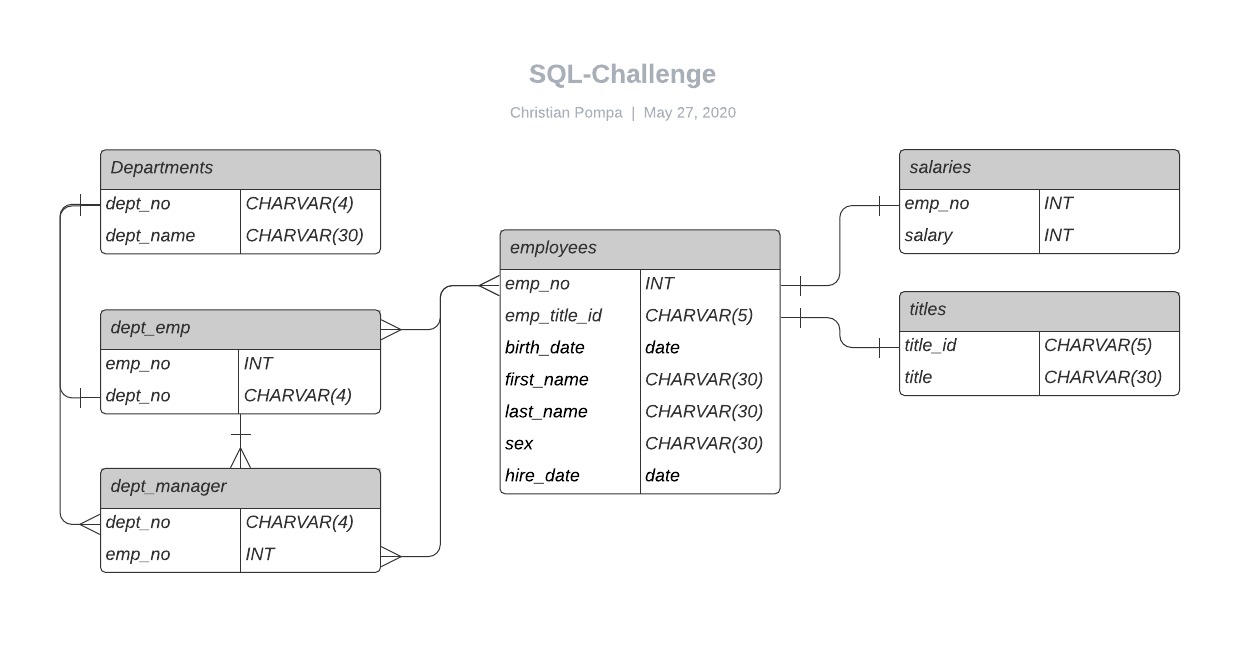 SQL-Challenge
Christian Pompa | May 27, 2020
Departments
dept_no CHARVAR(4)
dept_name CHARVAR(30)
dept_emp
emp_no INT
dept_no CHARVAR(4)
dept_manager
dept_no CHARVAR(4)
emp_no INT
employees
emp_no INT
emp_title_id CHARVAR(5)
birth_date date
first_name CHARVAR(30)
last_name CHARVAR(30)
sex CHARVAR(30)
hire_date date
salaries
emp_no INT
salary INT
titles
title_id CHARVAR(5)
title CHARVAR(30)